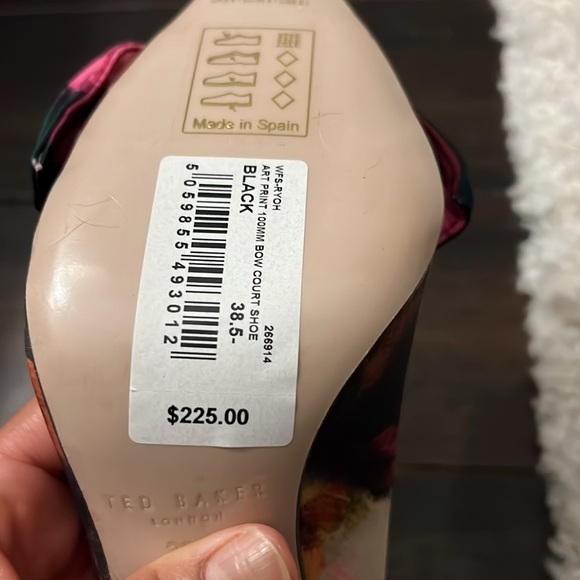 Made in Spain
WFS-RYOH
266914
ART PRINT 100MM BOW COURT SHOE
BLACK
38.5-
5 059855 493012
$225.00
TED BAKER
LONDON